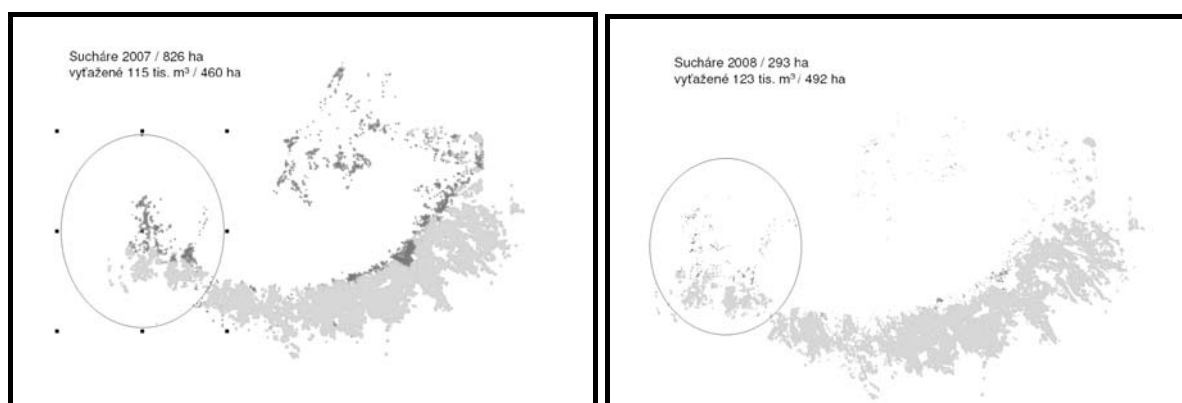 Sucháre 2007 / 826 ha
vyťažené 115 tis. m³ / 460 ha
Sucháre 2008 / 293 ha
vyťažené 123 tis. m³ / 492 ha